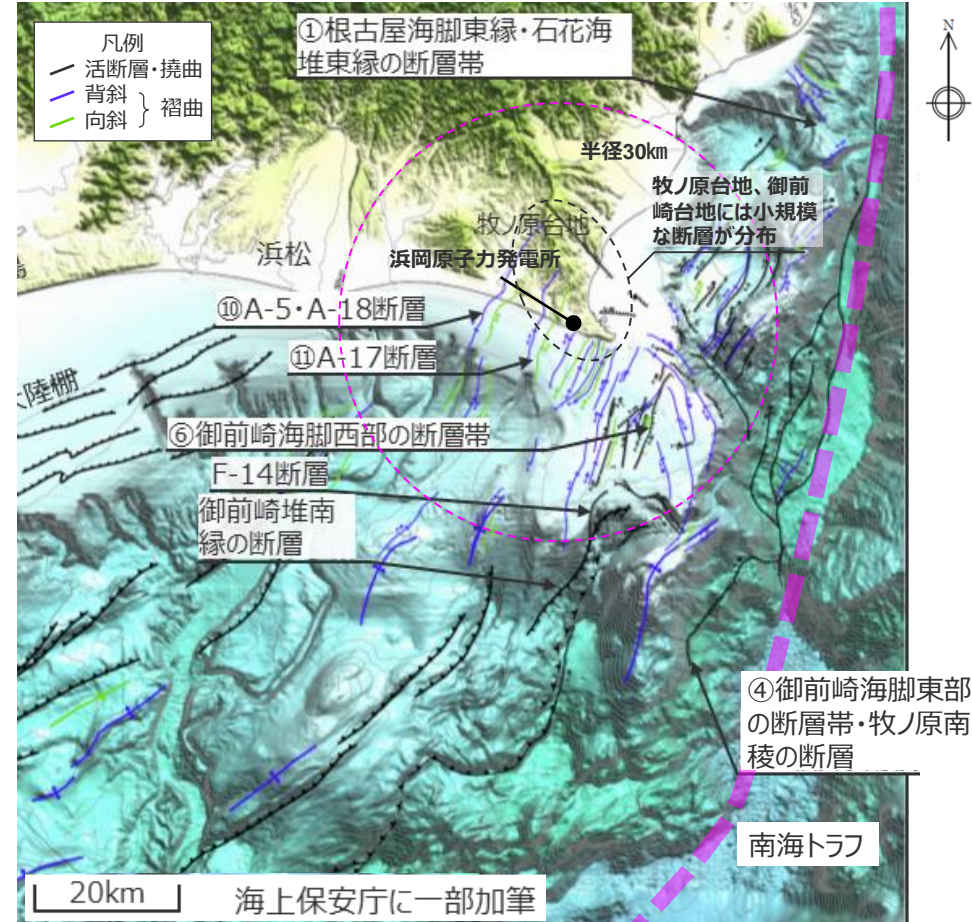 ①根古屋海脚東縁・石花海
堆東縁の断層帯
N
凡例
活断層・撓曲
背斜
向斜
} 褶曲
半径30㎞
牧ノ原台地、御前
崎台地には小規模
な断層が分布
牧ノ原台地
浜松
浜岡原子力発電所
⑩A-5・A-18断層
⑪A-17断層
陸棚
⑥御前崎海脚西部の断層帯
F-14断層
御前崎堆南
縁の断層
④御前崎海脚東部
の断層帯・牧ノ原南
稜の断層
南海トラフ
20km
海上保安庁に一部加筆